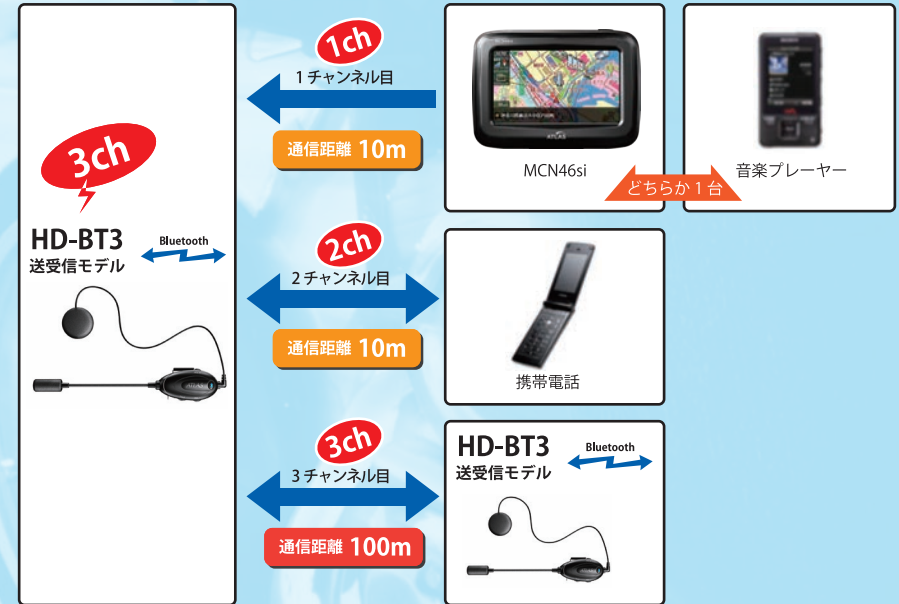 3ch
HD-BT3
送受信モデル
Bluetooth
1ch
1チャンネル目
通信距離 10m
MCN46si
どちらか1台
音楽プレーヤー
2ch
2チャンネル目
通信距離 10m
携帯電話
3ch
3チャンネル目
通信距離 100m
HD-BT3
送受信モデル
Bluetooth
ATLAS